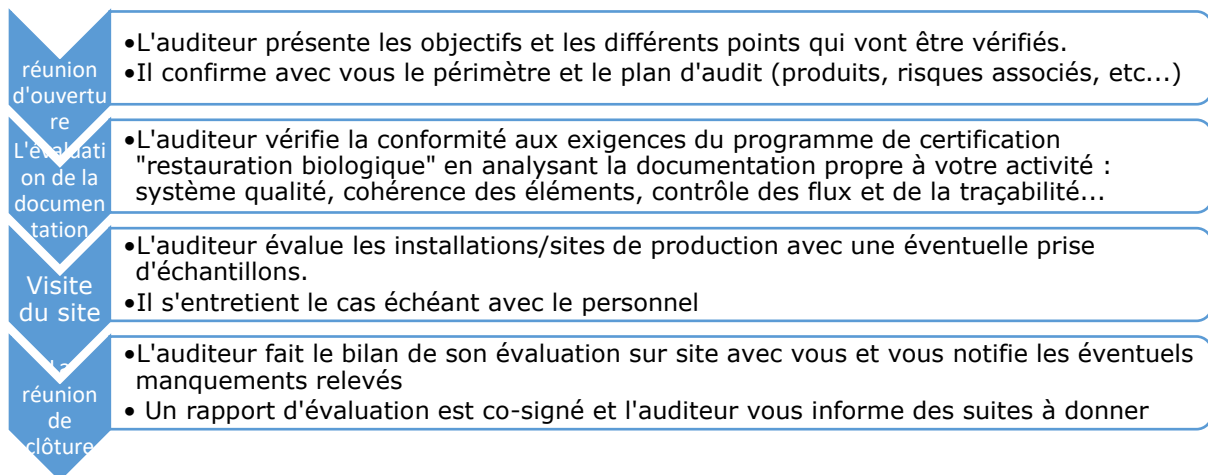 réunion
d'ouvertu
re
•L'auditeur présente les objectifs et les différents points qui vont être vérifiés.
•Il confirme avec vous le périmètre et le plan d'audit (produits, risques associés, etc...)
L'évaluati
on de la
documen
tation
•L'auditeur vérifie la conformité aux exigences du programme de certification
"restauration biologique" en analysant la documentation propre à votre activité :
système qualité, cohérence des éléments, contrôle des flux et de la traçabilité...
Visite
du site
•L'auditeur évalue les installations/sites de production avec une éventuelle prise
d'échantillons.
•Il s'entretient le cas échéant avec le personnel
La
réunion
de
clôture
•L'auditeur fait le bilan de son évaluation sur site avec vous et vous notifie les éventuels
manquements relevés
• Un rapport d'évaluation est co-signé et l'auditeur vous informe des suites à donner